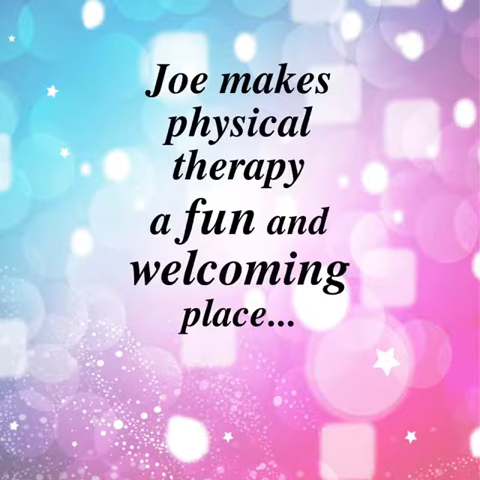 Joe makes
physical
therapy
a fun and
welcoming
place...